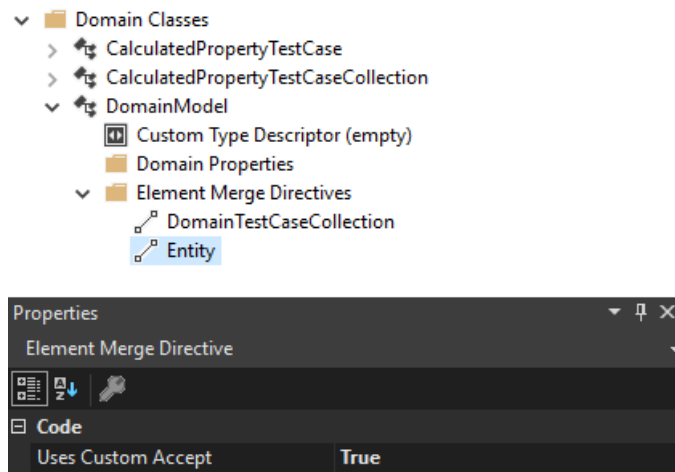 Domain Classes
CalculatedPropertyTestCase
CalculatedPropertyTestCaseCollection
DomainModel
Custom Type Descriptor (empty)
Domain Properties
Element Merge Directives
DomainTestCaseCollection
Entity
Properties
Element Merge Directive
Code
Uses Custom Accept True